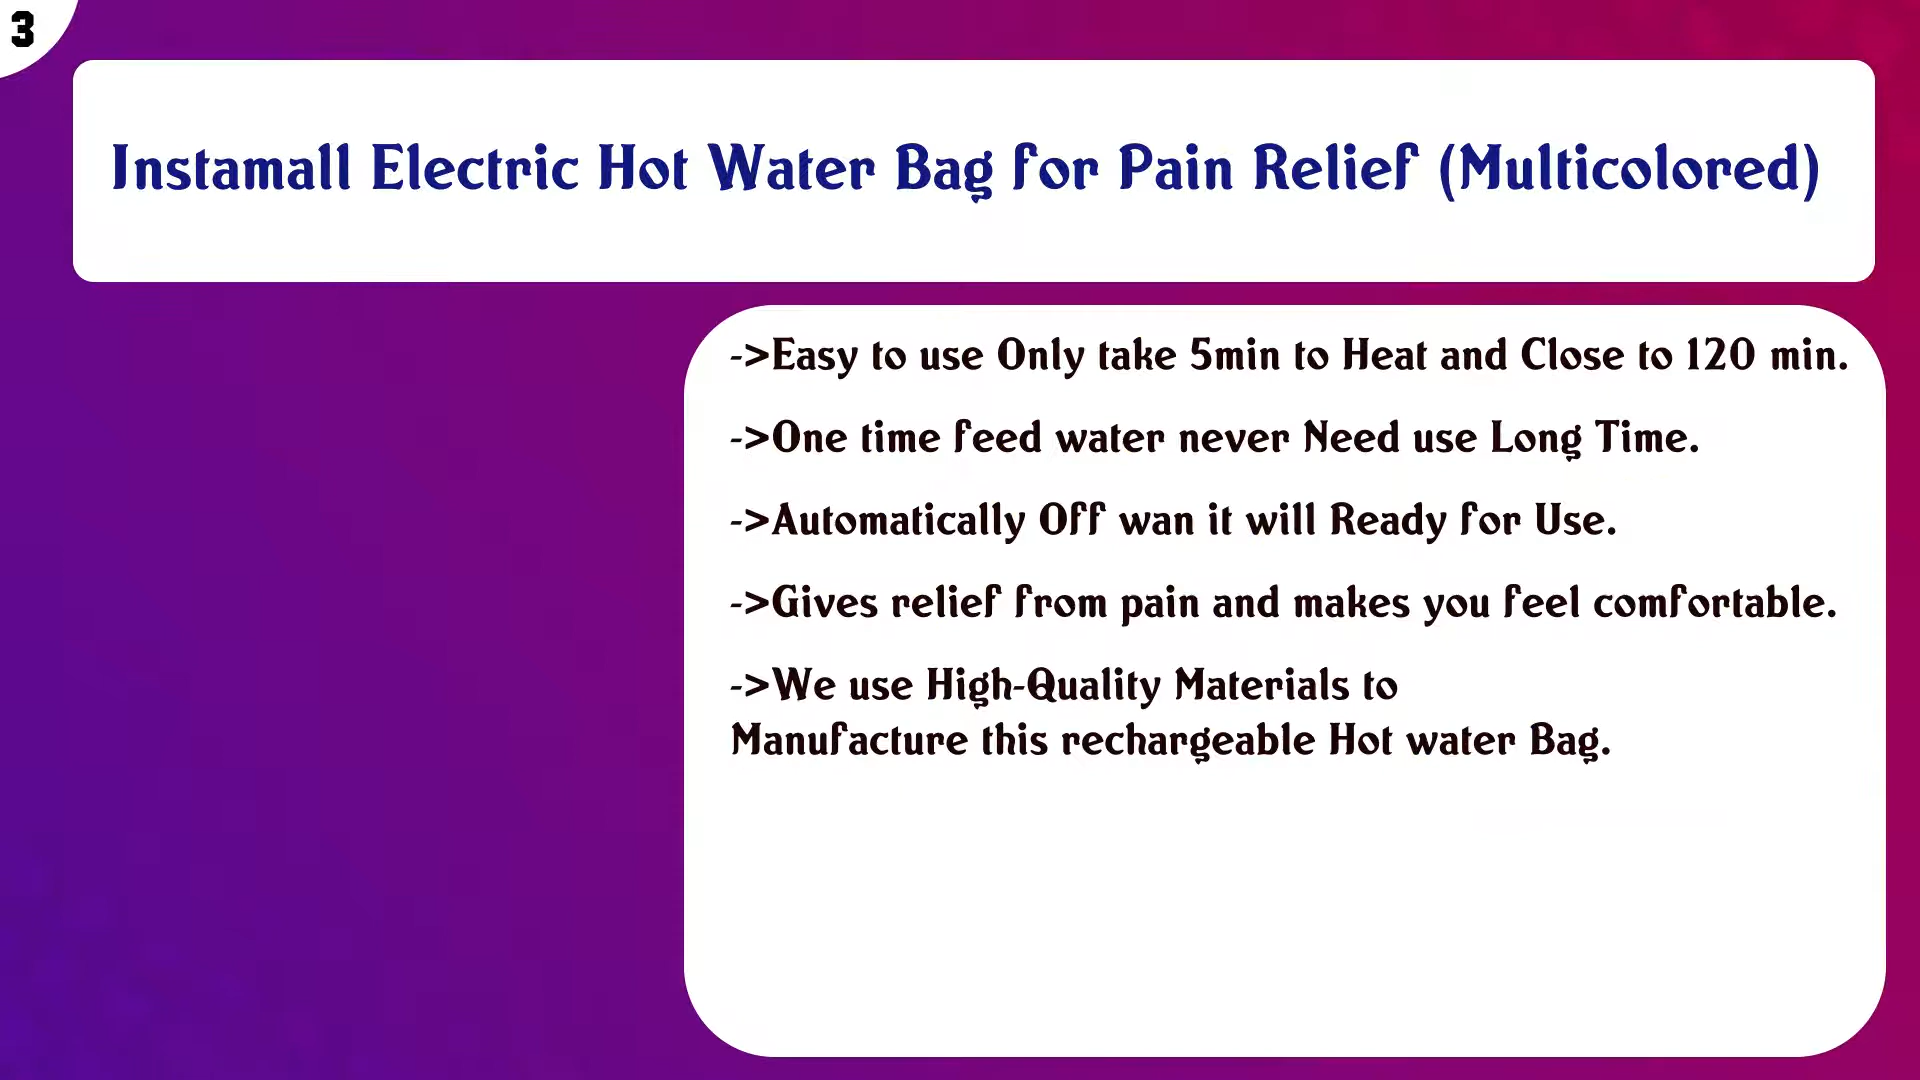 3
Instamall Electric Hot Water Bag for Pain Relief (Multicolored)
->Easy to use Only take 5min to Heat and Close to 120 min.
->One time feed water never Need use Long Time.
->Automatically Off wan it will Ready for Use.
->Gives relief from pain and makes you feel comfortable.
->We use High-Quality Materials to
Manufacture this rechargeable Hot water Bag.